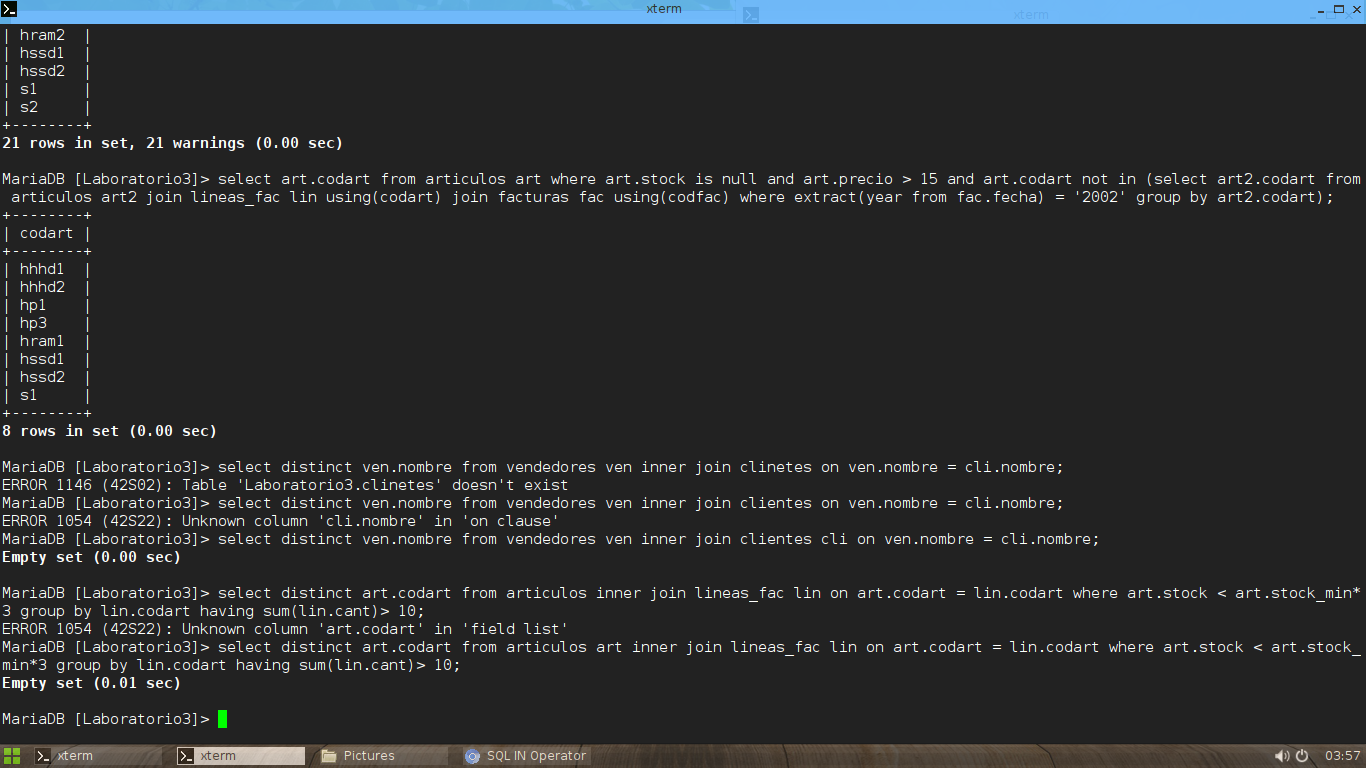 xterm
xterm
| hram2  |
| hssd1  |
| hssd2  |
| s1     |
| s2     |
+--------+
21 rows in set, 21 warnings (0.00 sec)
MariaDB [Laboratorio3]> select art.codart from articulos art where art.stock is null and art.precio > 15 and art.codart not in (select art2.codart from
 articulos art2 join lineas_fac lin using(codart) join facturas fac using(codfac) where extract(year from fac.fecha) = '2002' group by art2.codart);
+--------+
| codart |
+--------+
| hhhd1  |
| hhhd2  |
| hp1    |
| hp3    |
| hram1  |
| hssd1  |
| hssd2  |
| s1     |
+--------+
8 rows in set (0.00 sec)
MariaDB [Laboratorio3]> select distinct ven.nombre from vendedores ven inner join clinetes on ven.nombre = cli.nombre;
ERROR 1146 (42S02): Table 'Laboratorio3.clinetes' doesn't exist
MariaDB [Laboratorio3]> select distinct ven.nombre from vendedores ven inner join clientes on ven.nombre = cli.nombre;
ERROR 1054 (42S22): Unknown column 'cli.nombre' in 'on clause'
MariaDB [Laboratorio3]> select distinct ven.nombre from vendedores ven inner join clientes cli on ven.nombre = cli.nombre;
Empty set (0.00 sec)
MariaDB [Laboratorio3]> select distinct art.codart from articulos inner join lineas_fac lin on art.codart = lin.codart where art.stock < art.stock_min*
3 group by lin.codart having sum(lin.cant)> 10;
ERROR 1054 (42S22): Unknown column 'art.codart' in 'field list'
MariaDB [Laboratorio3]> select distinct art.codart from articulos art inner join lineas_fac lin on art.codart = lin.codart where art.stock < art.stock_
min*3 group by lin.codart having sum(lin.cant)> 10;
Empty set (0.01 sec)
MariaDB [Laboratorio3]>
xterm
xterm
Pictures
SQL IN Operator
03:57